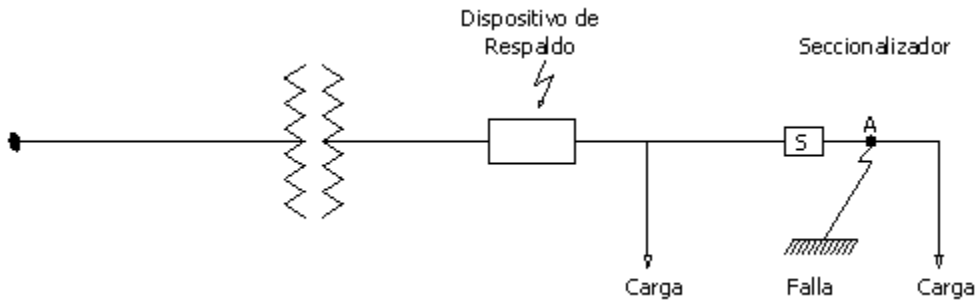 Dispositivo de
Respaldo
Seccionalizador
S
A
Carga
Falla
Carga